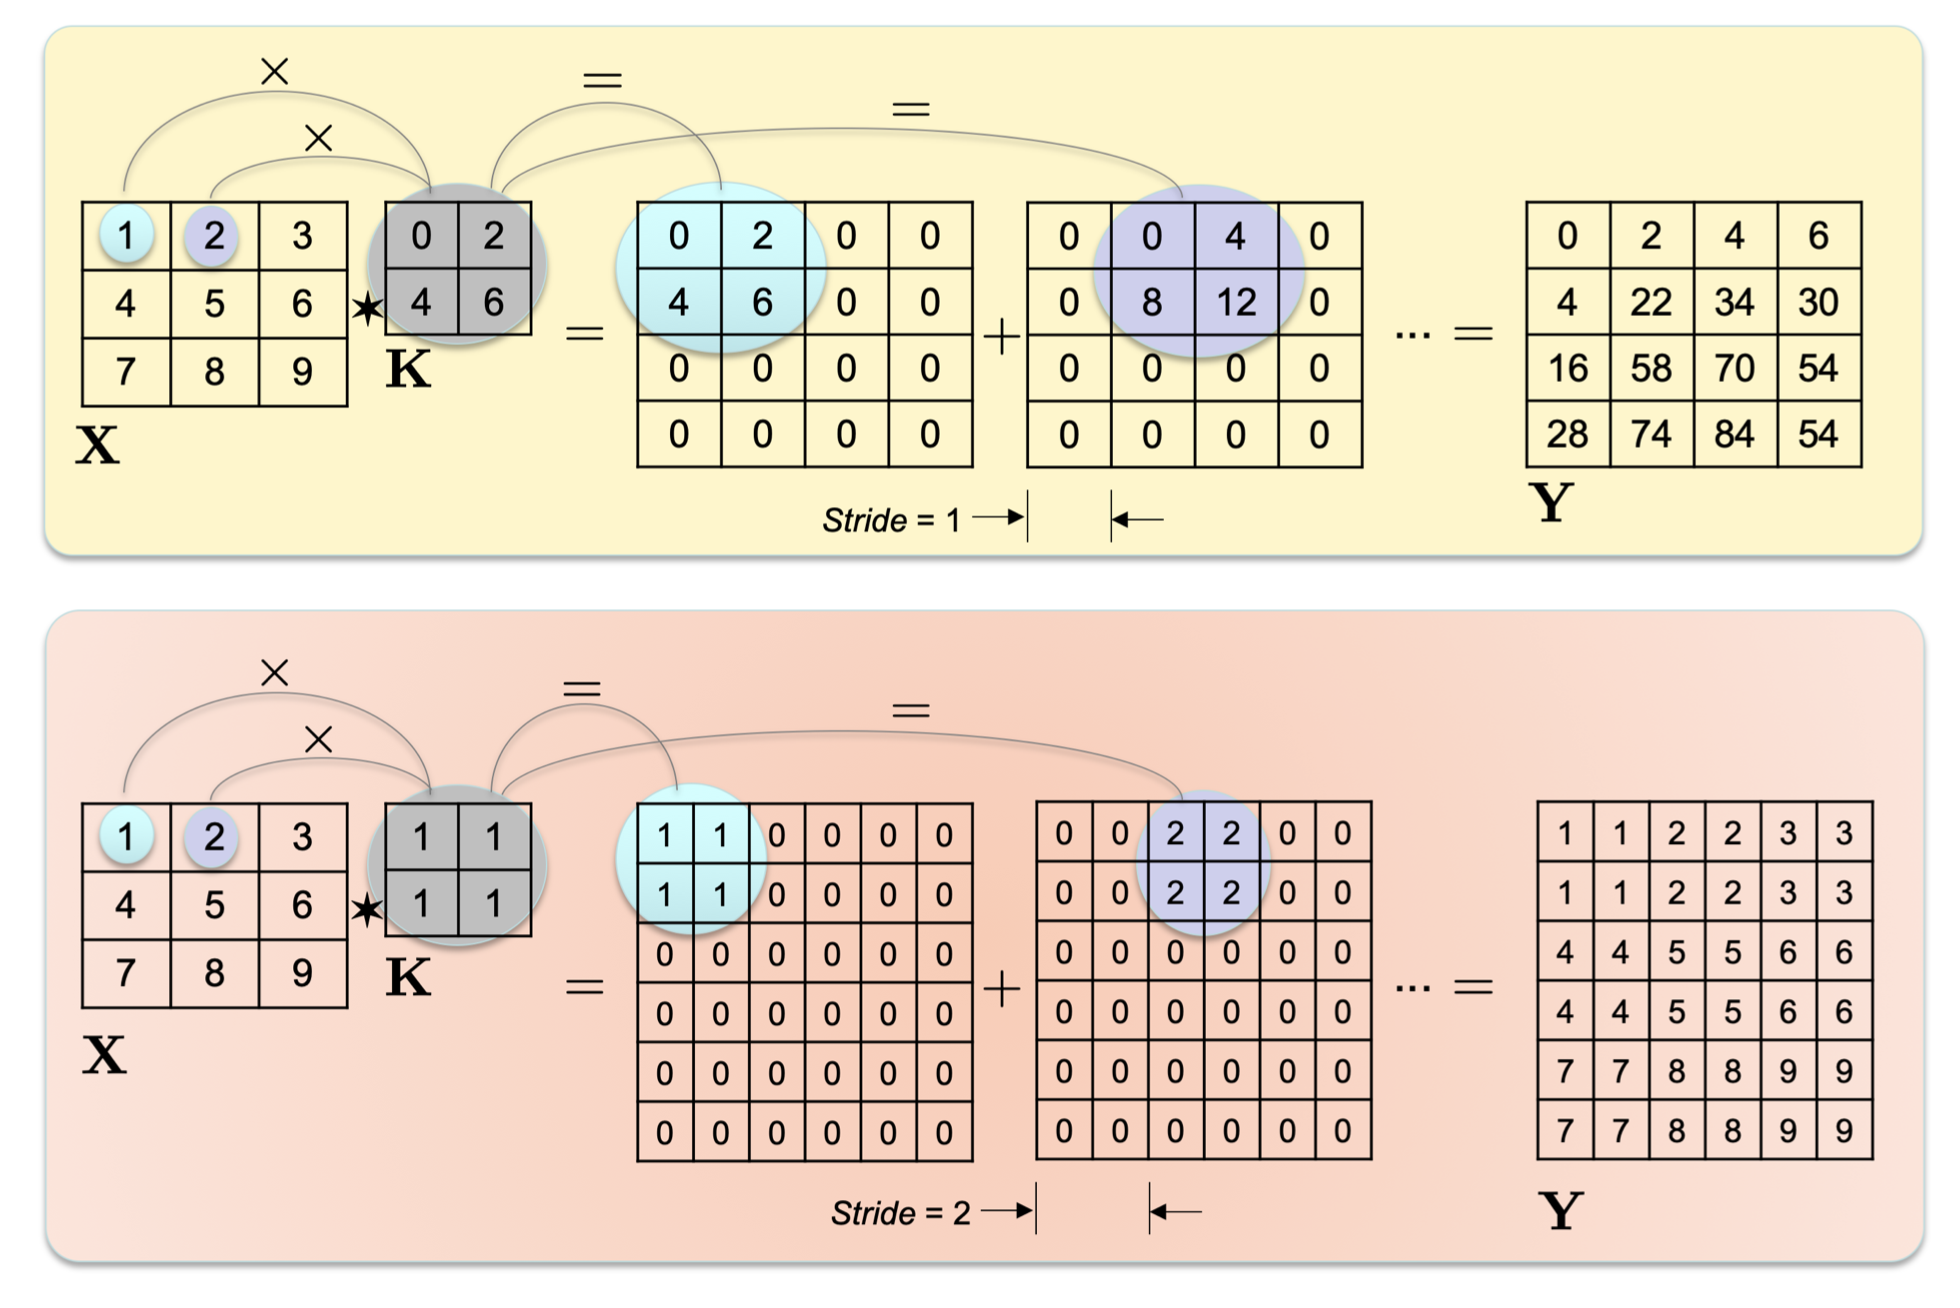 ×
=
=
×
1 2 3 0 2 0 2 0 0 0 0 4 0 0 2 4 6
4 5 6 ★ 4 6 = 4 6 0 0 + 0 8 12 0 ... = 4 22 34 30
7 8 9 K 0 0 0 0 0 0 0 0 16 58 70 54
X 0 0 0 0 0 0 0 0 28 74 84 54
Y
Stride = 1
×
=
=
×
1 2 3 1 1 1 1 0 0 0 0 0 0 2 2 0 0 1 1 2 2 3 3
4 5 6 ★ 1 1 1 1 0 0 0 0 0 0 2 2 0 0 1 1 2 2 3 3
7 8 9 K = 0 0 0 0 0 0 + 0 0 0 0 0 0 ... = 4 4 5 5 6 6
X 0 0 0 0 0 0 0 0 0 0 0 0 4 4 5 5 6 6
0 0 0 0 0 0 0 0 0 0 0 0 7 7 8 8 9 9
0 0 0 0 0 0 0 0 0 0 0 0 7 7 8 8 9 9
Stride = 2
Y